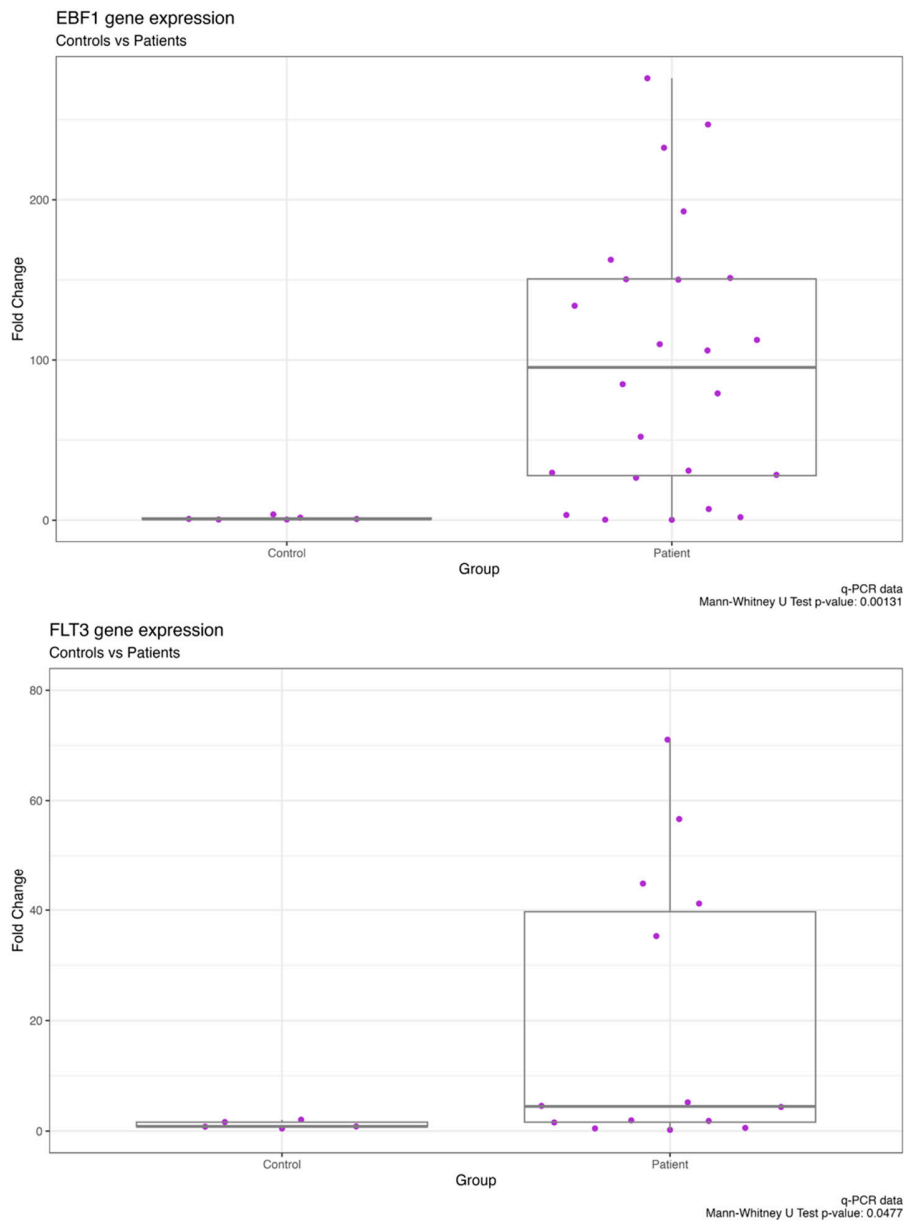 EBF1 gene expression
Controls vs Patients
200
100
0
Fold Change
Control
Patient
Group
q-PCR data
Mann-Whitney U Test p-value: 0.00131
FLT3 gene expression
Controls vs Patients
80
60
40
20
0
Fold Change
Control
Patient
Group
q-PCR data
Mann-Whitney U Test p-value: 0.0477